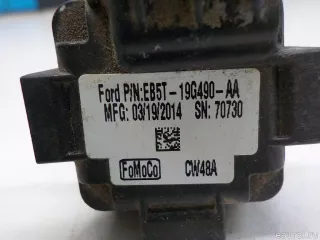 Ford P/N:EB5T-19G490-AA
MFG: 03/19/2014 SN: 70730
FoMoCo CW48A